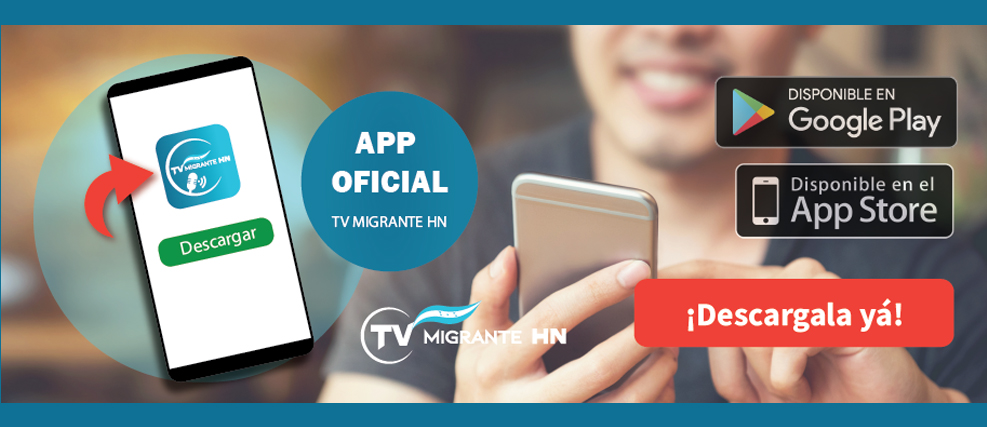 TV MIGRANTE HN
Descargar
APP
OFICIAL
TV MIGRANTE HN
TV MIGRANTE HN
DISPONIBLE EN
Google Play
Disponible en el
App Store
¡Descargala yá!